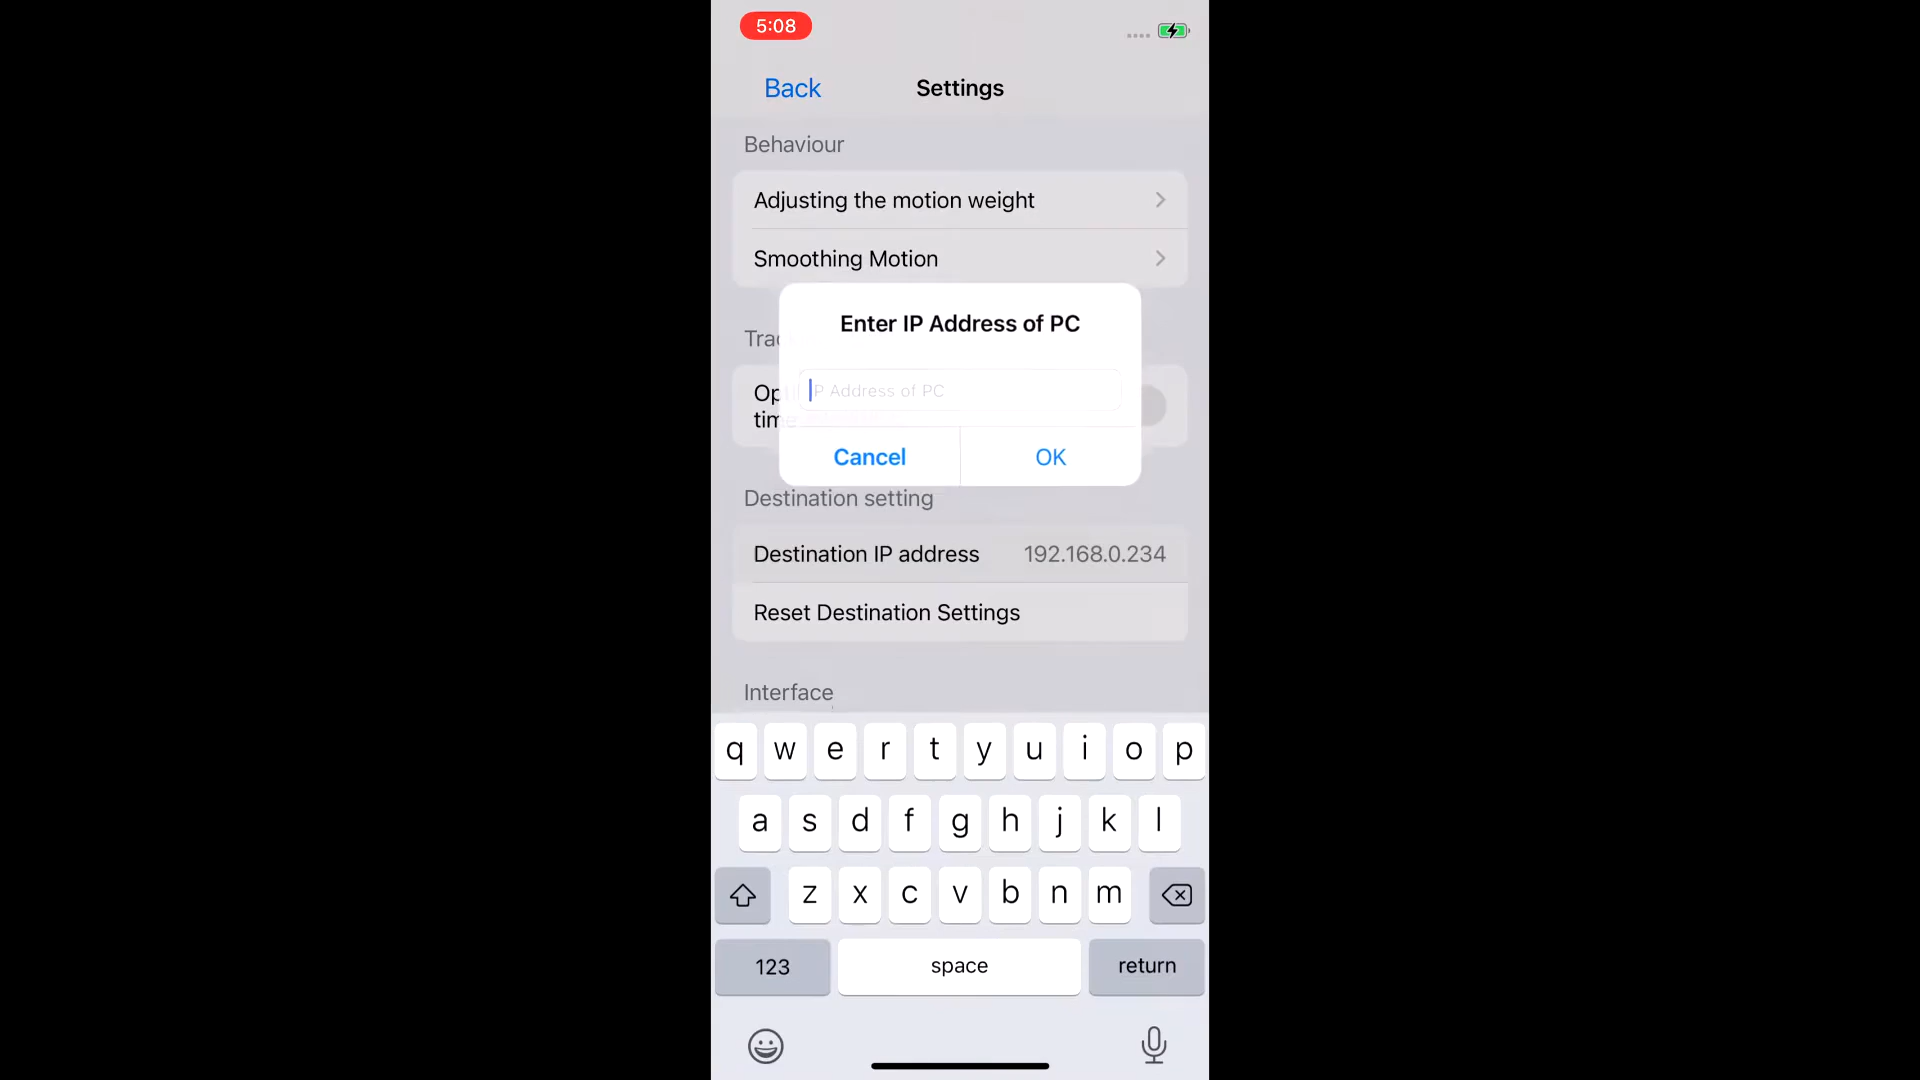 5:08
Back
Settings
Behaviour
Adjusting the motion weight
Smoothing Motion
Enter IP Address of PC
IP Address of PC
Cancel
OK
Destination setting
Destination IP address 192.168.0.234
Reset Destination Settings
Interface
q w e r t y u i o p
a s d f g h j k l
z x c v b n m
123 space return